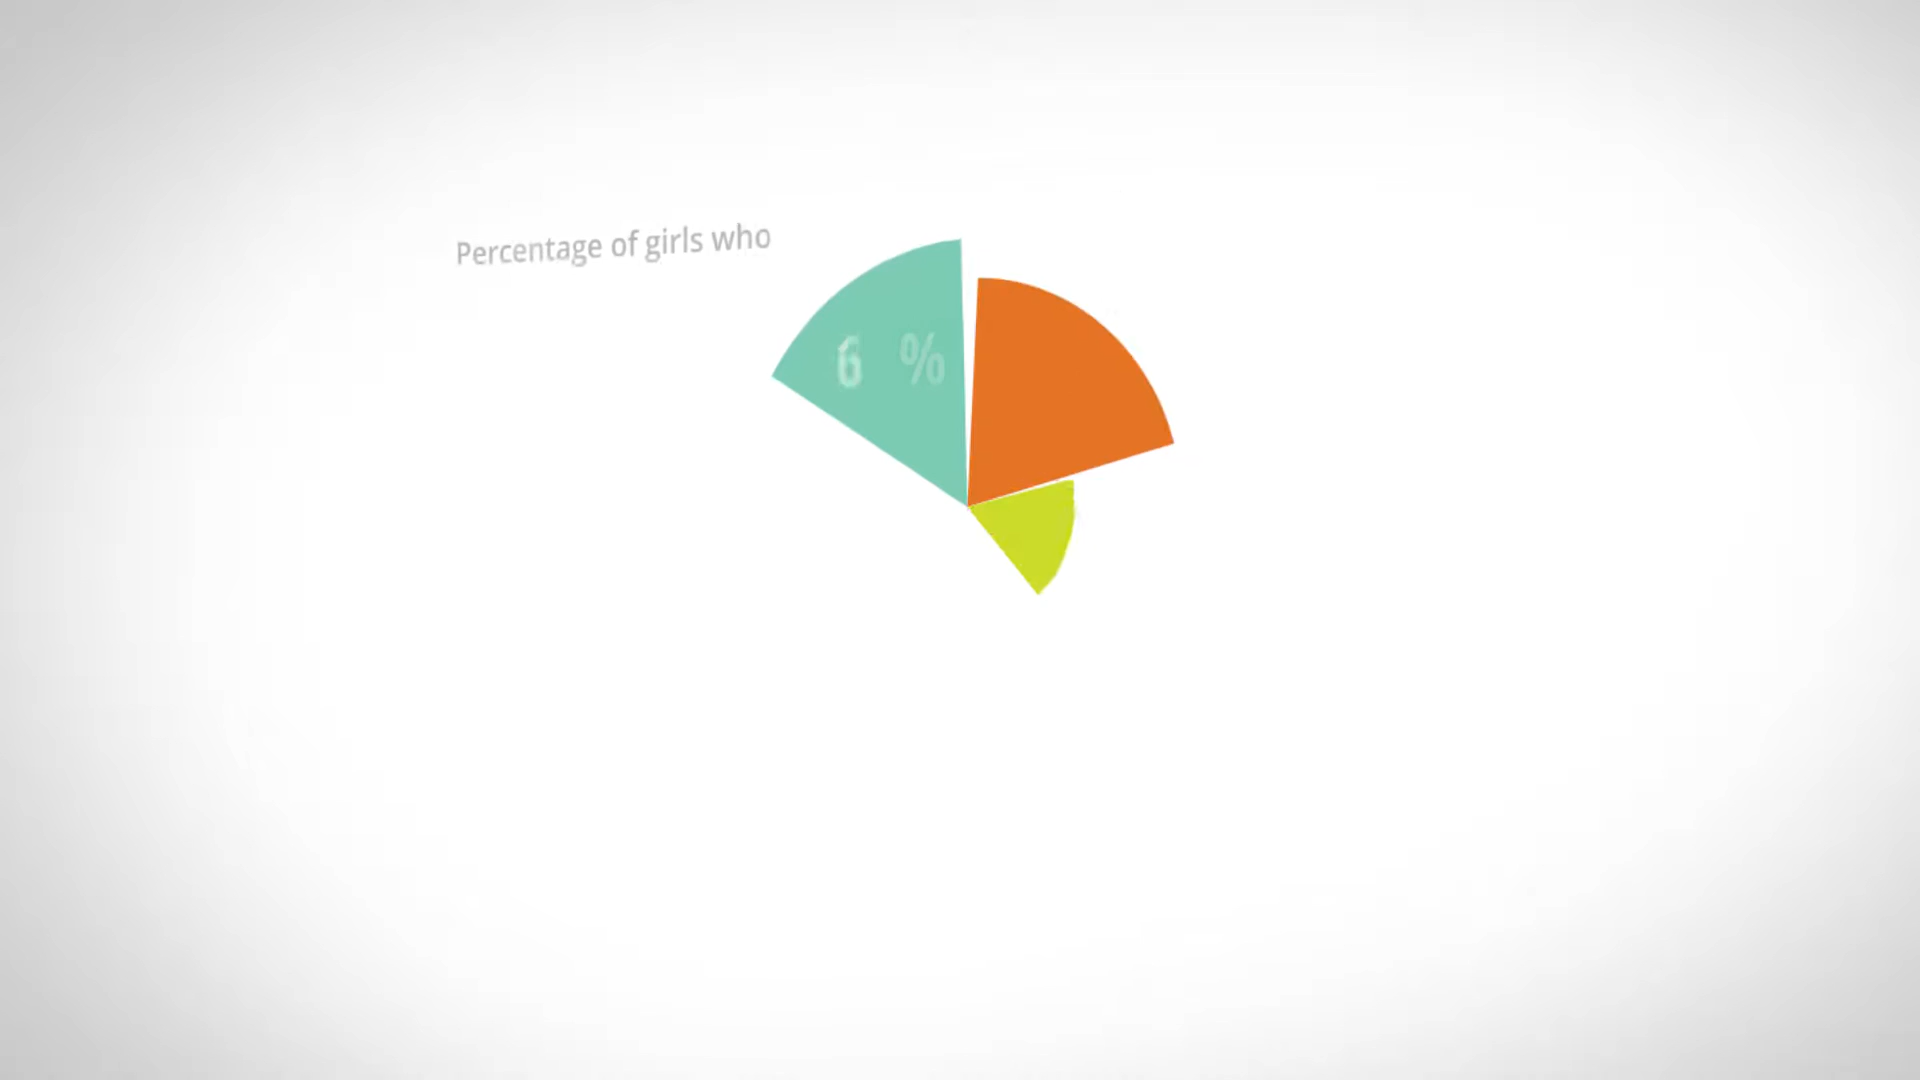 Percentage of girls who
%